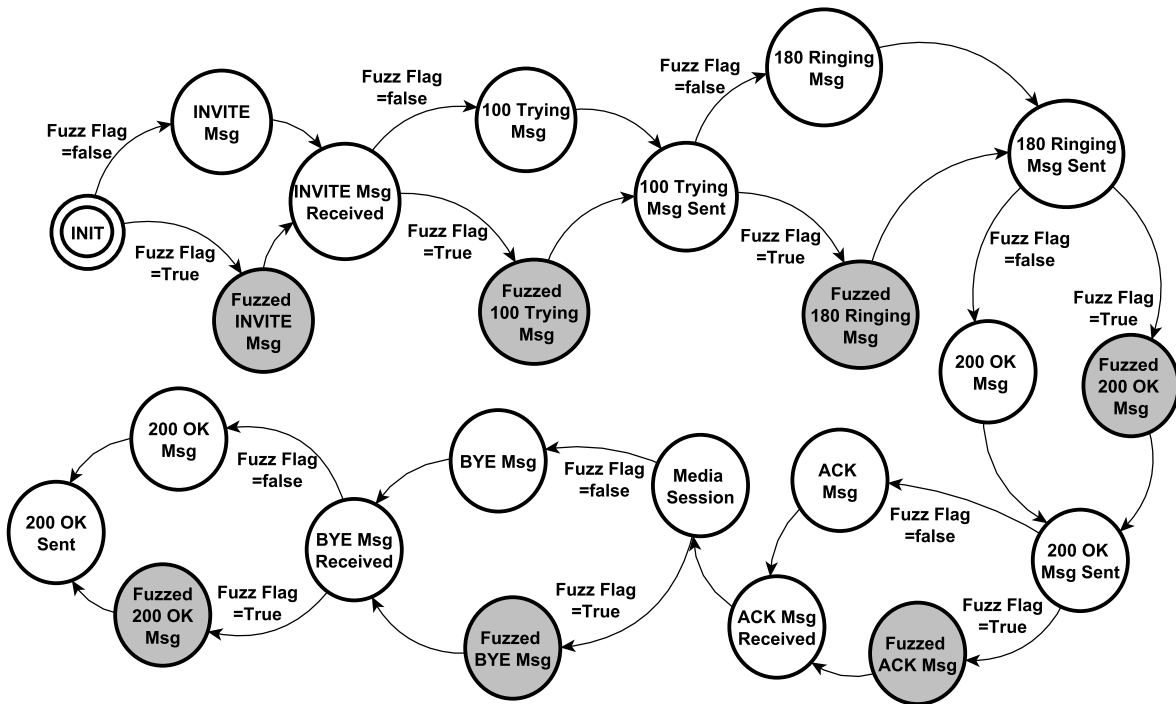 INIT
Fuzz Flag
=false
INVITE
Msg
Fuzz Flag
=True
Fuzzed
INVITE
Msg
INVITE Msg
Received
Fuzz Flag
=false
100 Trying
Msg
Fuzz Flag
=True
Fuzzed
100 Trying
Msg
100 Trying
Msg Sent
Fuzz Flag
=false
180 Ringing
Msg
Fuzz Flag
=True
Fuzzed
180 Ringing
Msg
180 Ringing
Msg Sent
Fuzz Flag
=false
200 OK
Msg
Fuzz Flag
=True
Fuzzed
200 OK
Msg
200 OK
Msg Sent
Fuzz Flag
=false
ACK
Msg
Fuzz Flag
=True
Fuzzed
ACK Msg
ACK Msg
Received
Media
Session
Fuzz Flag
=false
BYE Msg
Fuzz Flag
=True
Fuzzed
BYE Msg
BYE Msg
Received
Fuzz Flag
=false
200 OK
Msg
Fuzz Flag
=True
Fuzzed
200 OK
Msg
200 OK
Sent